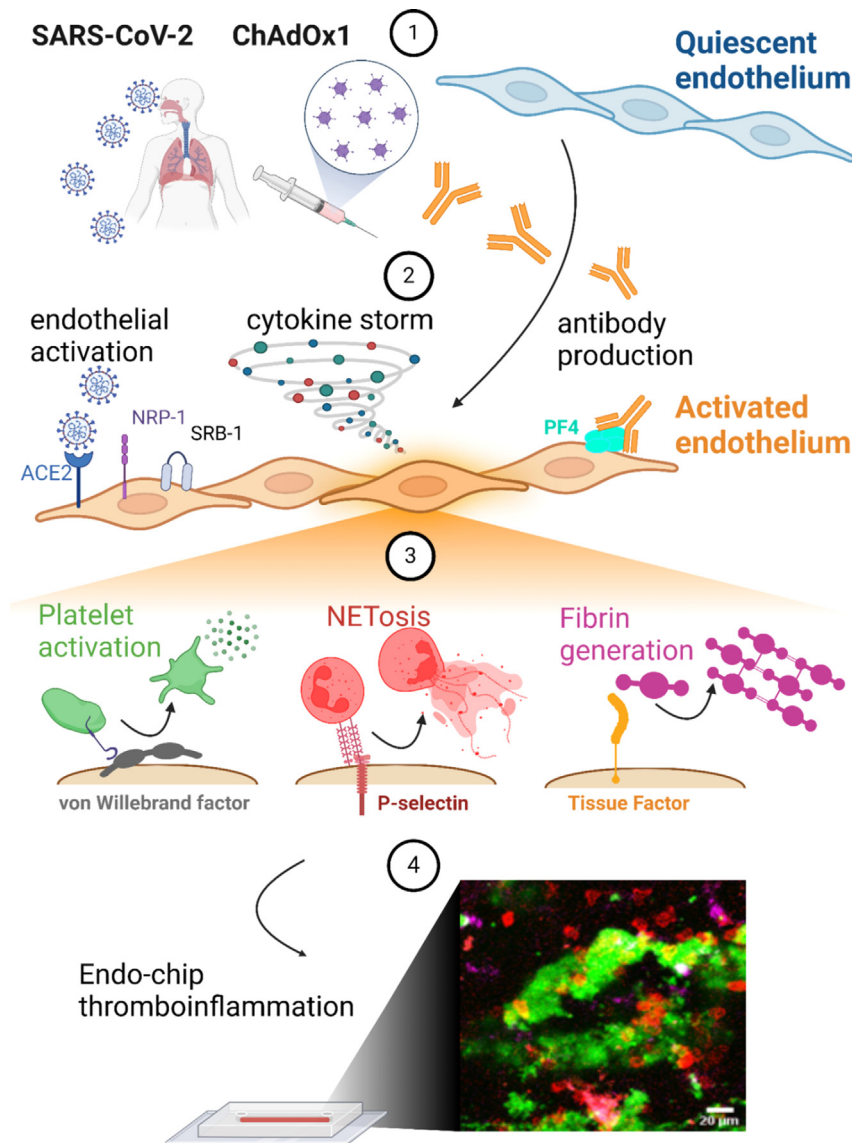 SARS-CoV-2
ChAdOx1
1
Quiescent
endothelium
2
endothelial
activation
cytokine storm
antibody
production
NRP-1
SRB-1
ACE2
PF4
Activated
endothelium
3
Platelet
activation
NETosis
Fibrin
generation
von Willebrand factor
P-selectin
Tissue Factor
4
Endo-chip
thromboinflammation
20 µm